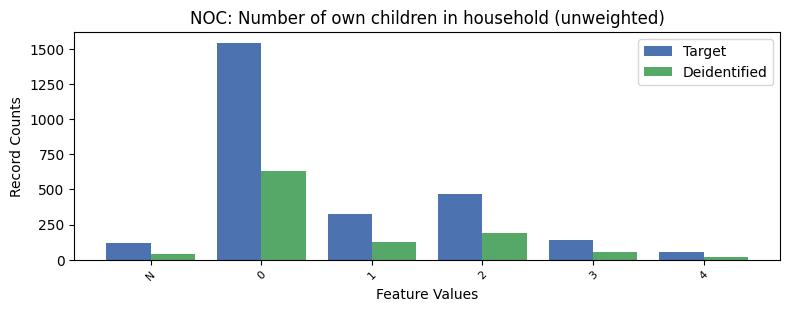 NOC: Number of own children in household (unweighted)
Target
Deidentified
Record Counts
1500
1250
1000
750
500
250
0
N 0 1 2 3 4
Feature Values